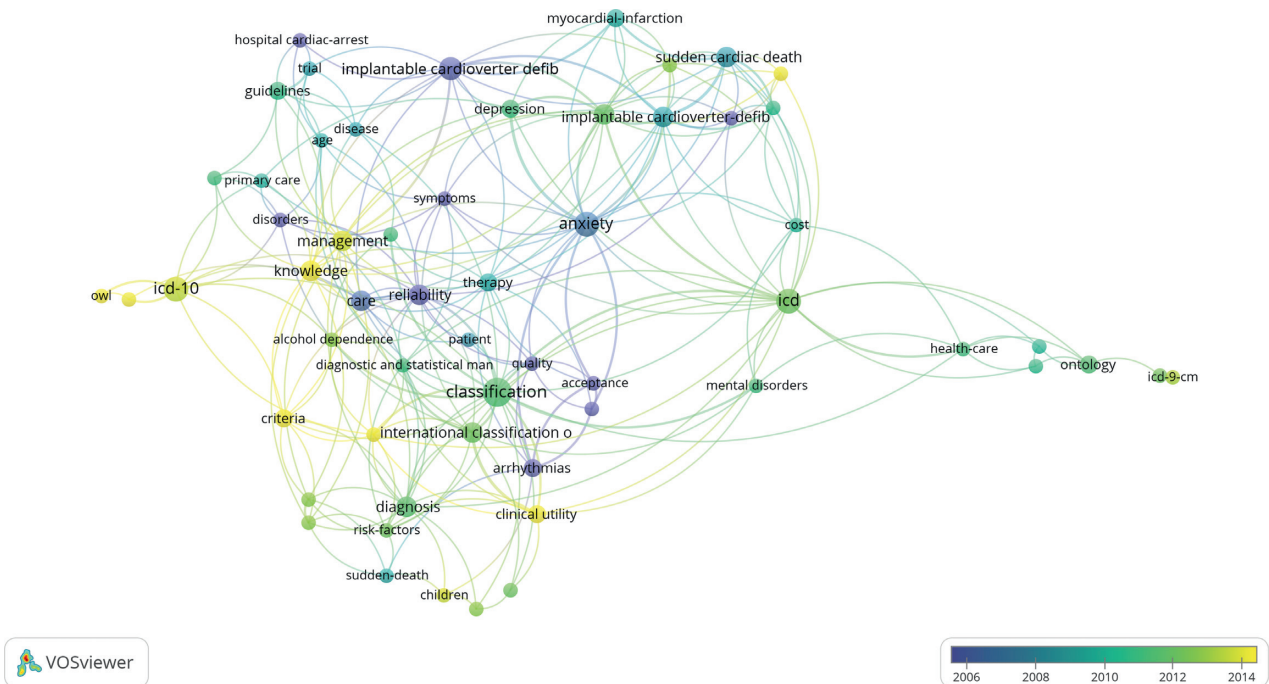 myocardial-infarction
hospital cardiac-arrest
sudden cardiac death
trial
implantable cardioverter defib
guidelines
depression
implantable cardioverter-defib
disease
age
primary care
symptoms
disorders
anxiety
cost
management
knowledge
therapy
owl
icd-10
care
reliability
icd
alcohol dependence
patient
health-care
diagnostic and statistical man
quality
ontology
icd-9-cm
acceptance
mental disorders
classification
criteria
international classification o
arrhythmias
diagnosis
clinical utility
risk-factors
sudden-death
children
VOSviewer
2006 2008 2010 2012 2014